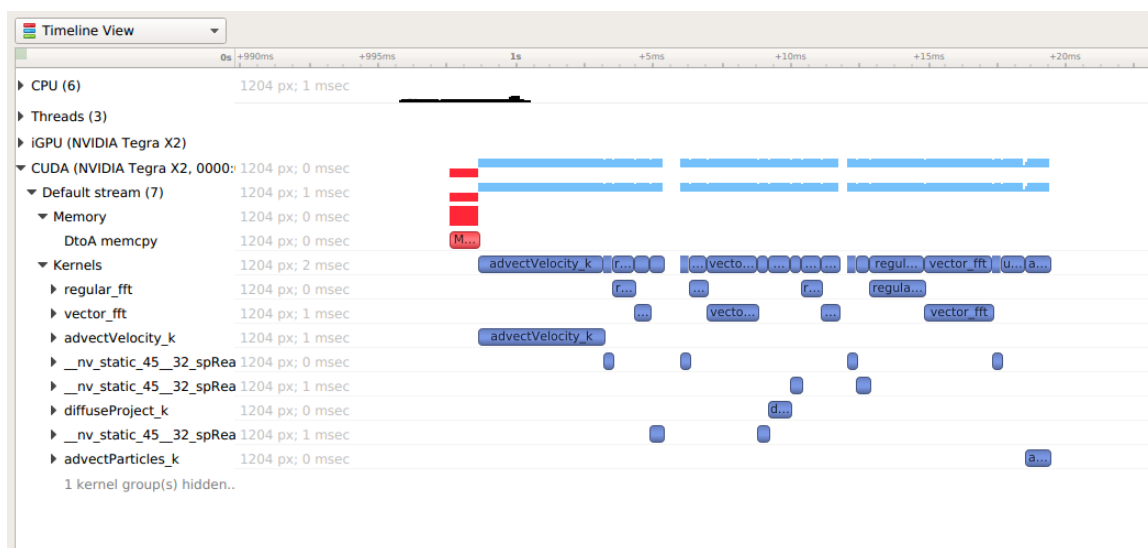 Timeline View
0s +990ms +995ms 1s +5ms +10ms +15ms +20ms
CPU (6) 1204 px; 1 msec
Threads (3)
iGPU (NVIDIA Tegra X2)
CUDA (NVIDIA Tegra X2, 0000: 1204 px; 0 msec
Default stream (7) 1204 px; 1 msec
Memory 1204 px; 0 msec
DtoA memcpy 1204 px; 0 msec M...
Kernels 1204 px; 2 msec advectVelocity_k r... ... vecto... ... ... ... regul... vector_fft u... a...
regular_fft 1204 px; 0 msec r... ... r... regula...
vector_fft 1204 px; 1 msec ... vecto... ... vector_fft
advectVelocity_k 1204 px; 1 msec advectVelocity_k
__nv_static_45__32_spRea 1204 px; 0 msec
__nv_static_45__32_spRea 1204 px; 1 msec
diffuseProject_k 1204 px; 0 msec d...
__nv_static_45__32_spRea 1204 px; 1 msec
advectParticles_k 1204 px; 0 msec a...
1 kernel group(s) hidden..